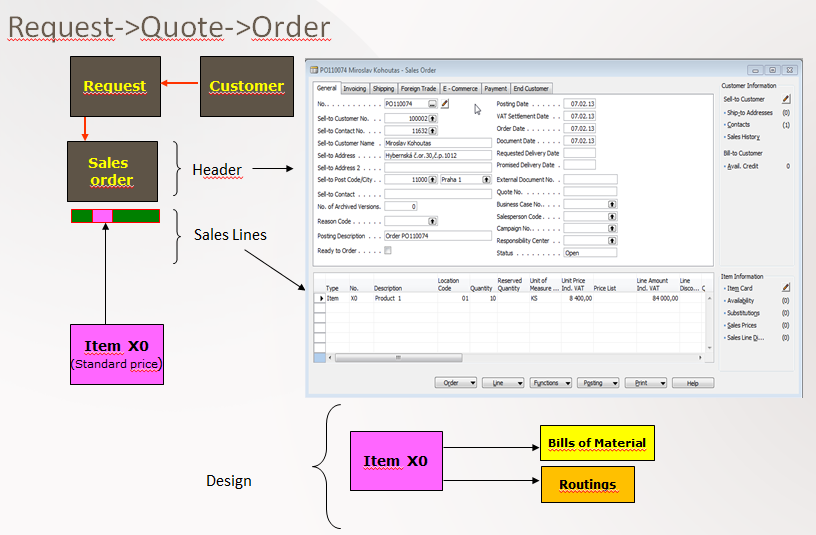 Request->Quote->Order
Request
Customer
Sales
order
Header
Sales Lines
Item X0
(Standard price)
PO110074 Miroslav Kohoutas - Sales Order
General Invoicing Shipping Foreign Trade E - Commerce Payment End Customer
No. . . . . . . . . . . . PO110074
Sell-to Customer No. . . 100002
Sell-to Contact No. . . . 11632
Sell-to Customer Name . Miroslav Kohoutas
Sell-to Address . . . . . Hybernská č.or.30,č.p.1012
Sell-to Address 2 . . . .
Sell-to Post Code/City . . 11000 Praha 1
Sell-to Contact . . . . .
No. of Archived Versions. 0
Reason Code . . . . . .
Posting Description . . . Order PO110074
Ready to Order . . . . .
Posting Date . . . . . . 07.02.13
VAT Settlement Date . . 07.02.13
Order Date . . . . . . . 07.02.13
Document Date . . . . . 07.02.13
Requested Delivery Date
Promised Delivery Date .
External Document No. .
Quote No. . . . . . . .
Business Case No. . . . .
Salesperson Code . . . .
Campaign No. . . . . . .
Responsibility Center . .
Status . . . . . . . . . Open
Customer Information
Sell-to Customer
Ship-to Addresses (0)
Contacts (1)
Sales History
Bill-to Customer
Avail. Credit 0
Type No. Description Location Code Quantity Reserved Quantity Unit of Measure ... Unit Price Incl. VAT Price List Line Amount Incl. VAT Line Disco...
Item X0 Product 1 01 10 KS 8 400,00 84 000,00
Item Information
Item Card
Availability (0)
Substitutions (0)
Sales Prices (0)
Sales Line Di... (0)
Order Line Functions Posting Print Help
Design
Item X0
Bills of Material
Routings